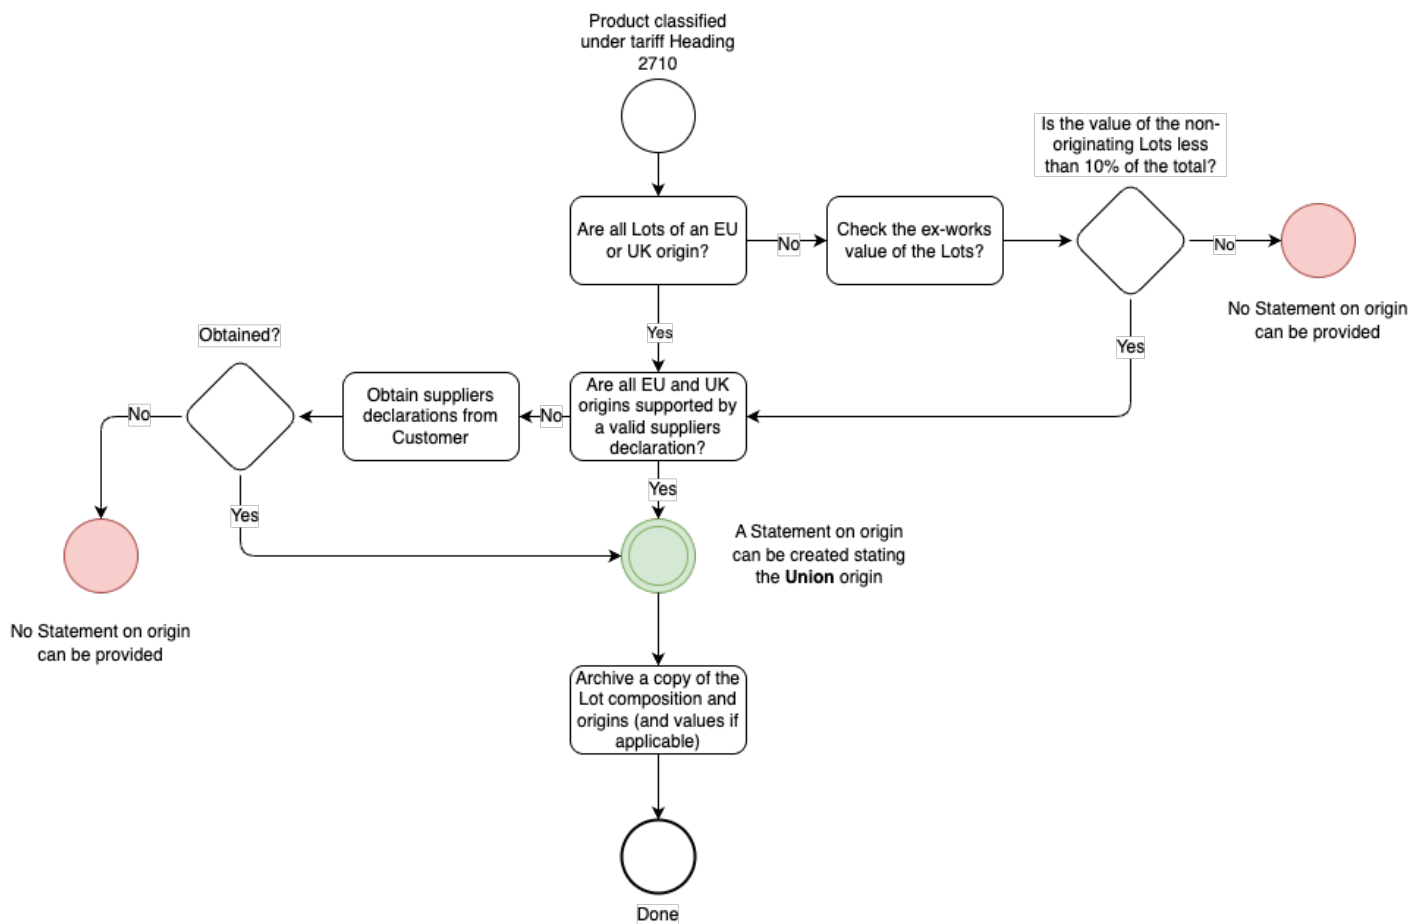 Product classified
under tariff Heading
2710
Is the value of the non-
originating Lots less
than 10% of the total?
Are all Lots of an EU
or UK origin?
No
Check the ex-works
value of the Lots?
No
No Statement on origin
can be provided
Yes
Yes
Obtained?
No
Obtain suppliers
declarations from
Customer
No
Are all EU and UK
origins supported by
a valid suppliers
declaration?
Yes
Yes
A Statement on origin
can be created stating
the Union origin
No Statement on origin
can be provided
Archive a copy of the
Lot composition and
origins (and values if
applicable)
Done